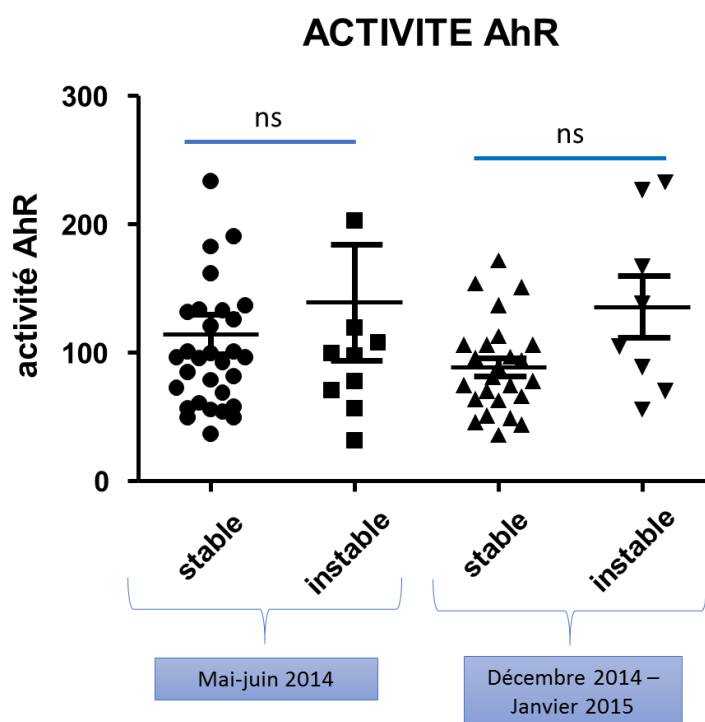 ACTIVITE AhR
300
200
100
0
activité AhR
ns
ns
stable
instable
stable
instable
Mai-juin 2014
Décembre 2014 –
Janvier 2015